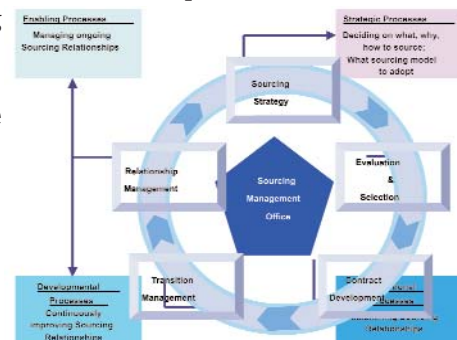 Enabling Processes
Managing ongoing
Sourcing Relationships
Strategic Processes
Deciding on what, why,
how to source;
What sourcing model
to adopt
Sourcing
Strategy
Relationship
Management
Sourcing
Management
Office
Evaluation
&
Selection
Transition
Management
Contract
Development
Developmental
Processes
Continuously
improving Sourcing
Relationships
Relationships